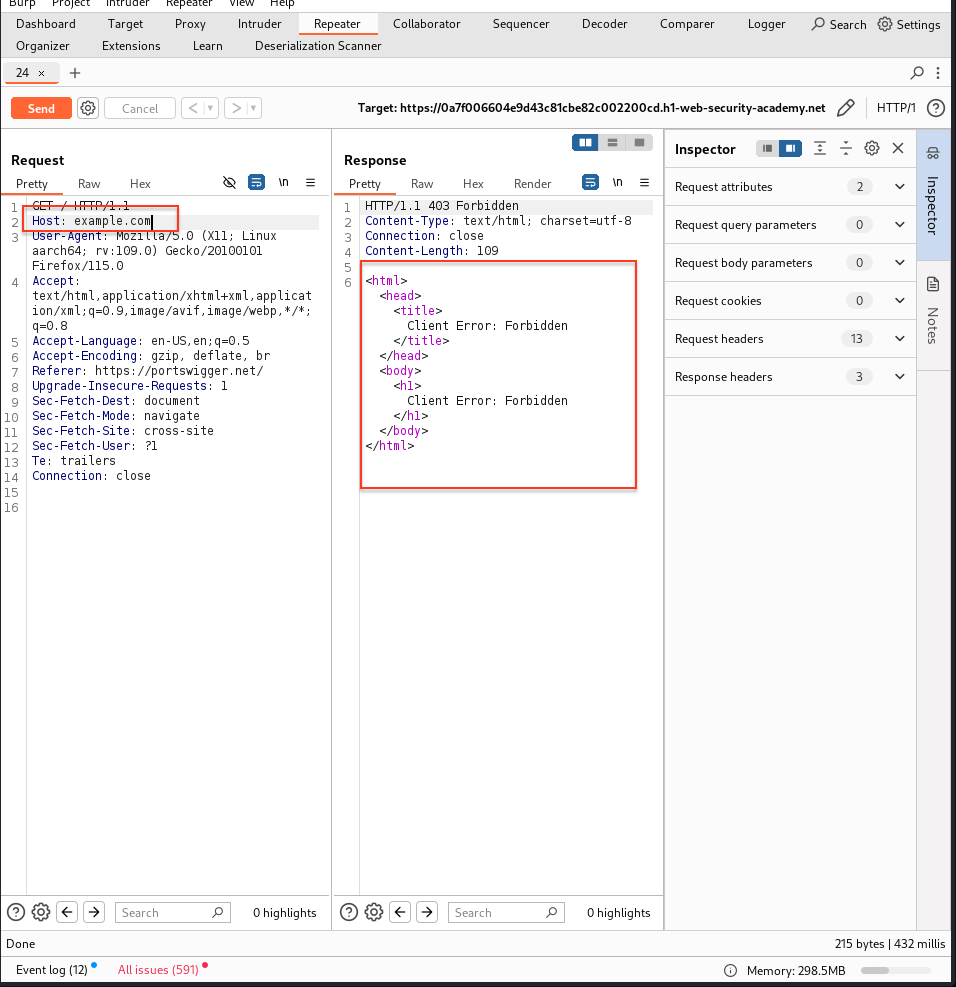 Burp Project Intruder Repeater View Help
Dashboard Target Proxy Intruder Repeater Collaborator Sequencer Decoder Comparer Logger Search Settings
Organizer Extensions Learn Deserialization Scanner
24 × +
Send Cancel < > Target: https://0a7f006604e9d43c81cbe82c002200cd.h1-web-security-academy.net HTTP/1 ?
Request
Pretty Raw Hex \n
1 GET / HTTP/1.1
2 Host: example.com
3 User-Agent: Mozilla/5.0 (X11; Linux
aarch64; rv:109.0) Gecko/20100101
Firefox/115.0
4 Accept:
text/html,application/xhtml+xml,applicat
ion/xml;q=0.9,image/avif,image/webp,*/*;
q=0.8
5 Accept-Language: en-US,en;q=0.5
6 Accept-Encoding: gzip, deflate, br
7 Referer: https://portswigger.net/
8 Upgrade-Insecure-Requests: 1
9 Sec-Fetch-Dest: document
10 Sec-Fetch-Mode: navigate
11 Sec-Fetch-Site: cross-site
12 Sec-Fetch-User: ?1
13 Te: trailers
14 Connection: close
15
16
Response
Pretty Raw Hex Render \n
1 HTTP/1.1 403 Forbidden
2 Content-Type: text/html; charset=utf-8
3 Connection: close
4 Content-Length: 109
5
6 <html>
<head>
<title>
Client Error: Forbidden
</title>
</head>
<body>
<h1>
Client Error: Forbidden
</h1>
</body>
</html>
Inspector
Request attributes 2
Request query parameters 0
Request body parameters 0
Request cookies 0
Request headers 13
Response headers 3
Inspector
Notes
? Search 0 highlights
? Search 0 highlights
Done 215 bytes | 432 millis
Event log (12) All issues (591) Memory: 298.5MB